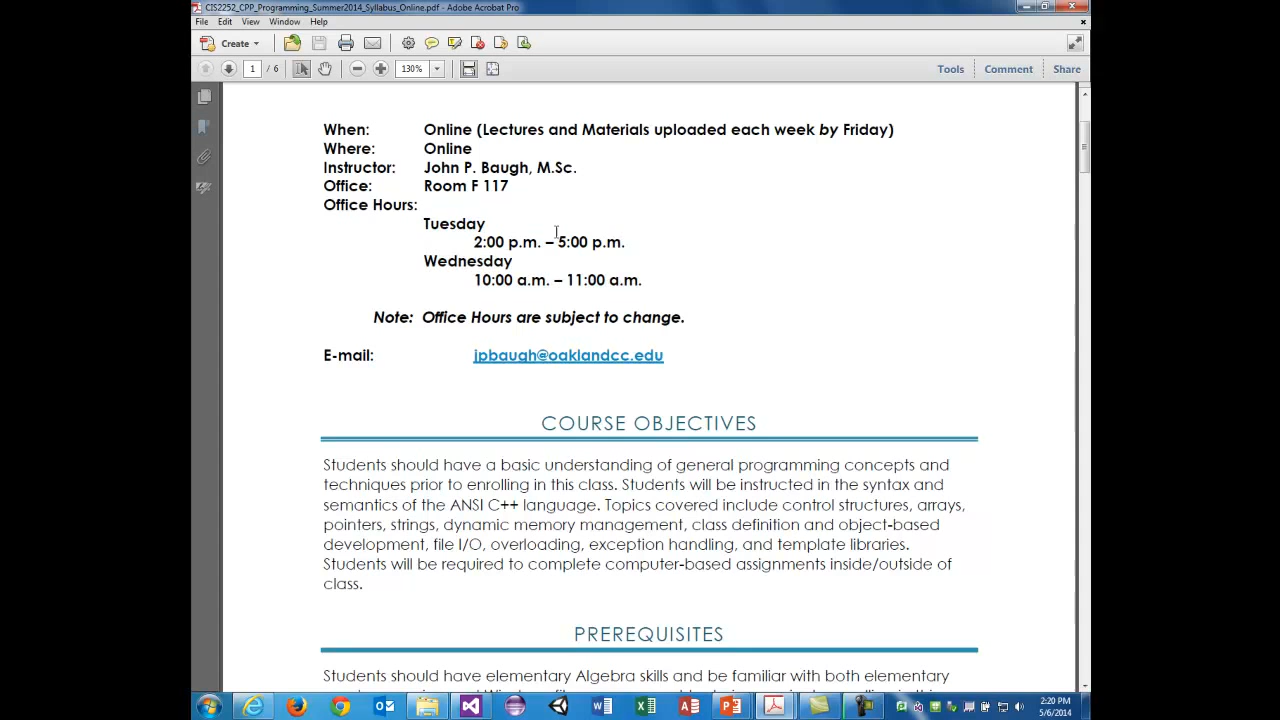 CIS2252_CPP_Programming_Summer2014_Syllabus_Online.pdf - Adobe Acrobat Pro
File Edit View Window Help
Create
1 / 6 130% Tools Comment Share
When: Online (Lectures and Materials uploaded each week by Friday)
Where: Online
Instructor: John P. Baugh, M.Sc.
Office: Room F 117
Office Hours:
Tuesday
2:00 p.m. – 5:00 p.m.
Wednesday
10:00 a.m. – 11:00 a.m.
Note: Office Hours are subject to change.
E-mail: jpbaugh@oaklandcc.edu
COURSE OBJECTIVES
Students should have a basic understanding of general programming concepts and
techniques prior to enrolling in this class. Students will be instructed in the syntax and
semantics of the ANSI C++ language. Topics covered include control structures, arrays,
pointers, strings, dynamic memory management, class definition and object-based
development, file I/O, overloading, exception handling, and template libraries.
Students will be required to complete computer-based assignments inside/outside of
class.
PREREQUISITES
Students should have elementary Algebra skills and be familiar with both elementary
2:20 PM
5/6/2014